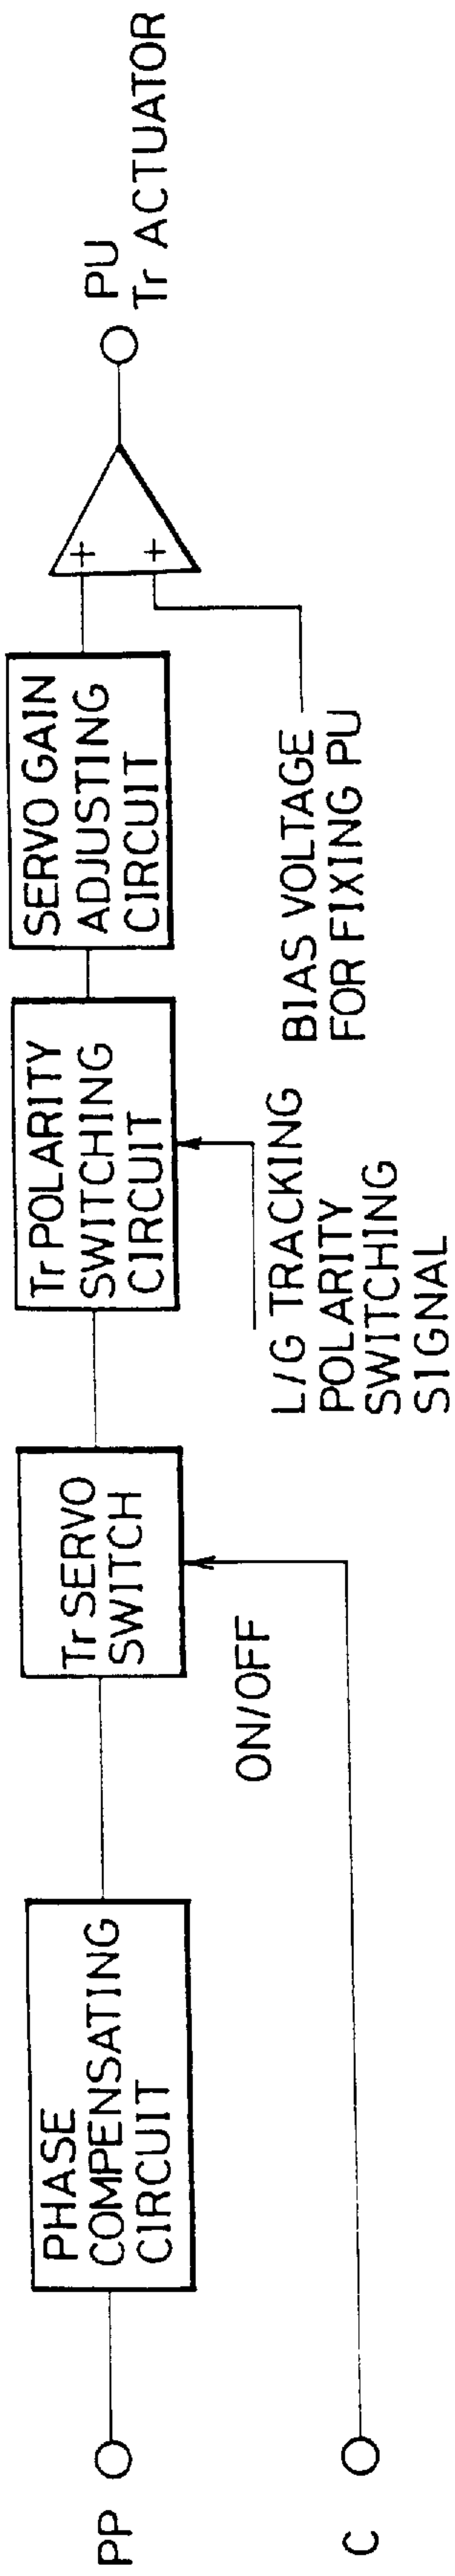 PP
PHASE
COMPENSATING
CIRCUIT
Tr SERVO
SWITCH
Tr POLARITY
SWITCHING
CIRCUIT
SERVO GAIN
ADJUSTING
CIRCUIT
+
+
PU
Tr ACTUATOR
C
ON/OFF
L/G TRACKING
POLARITY
SWITCHING
SIGNAL
BIAS VOLTAGE
FOR FIXING PU